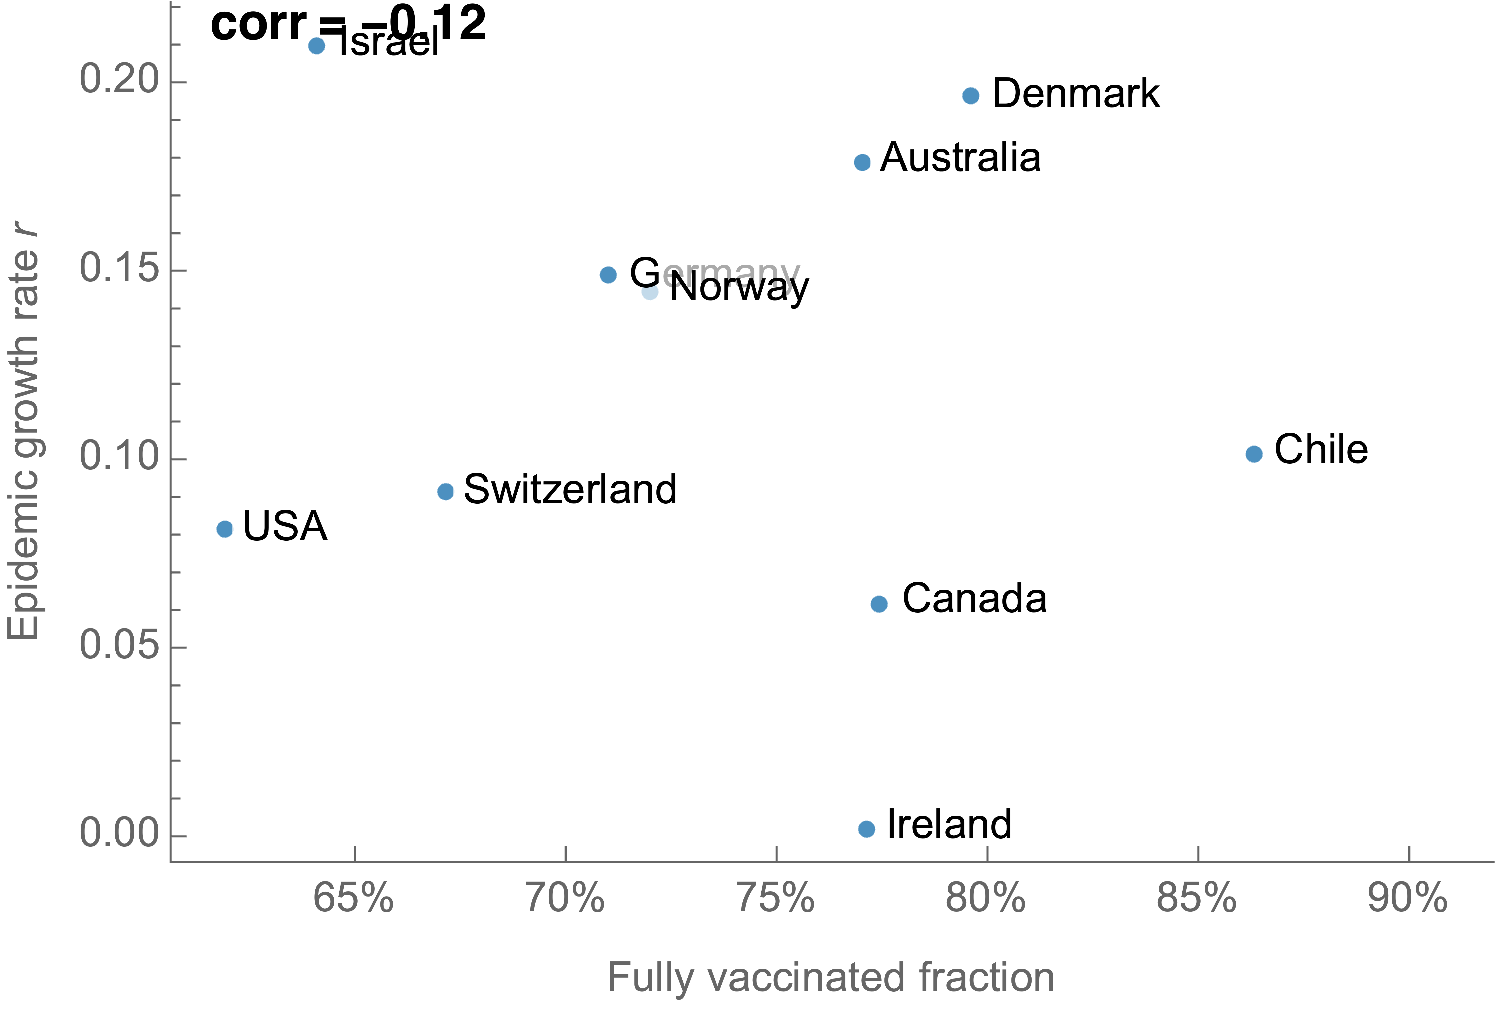 corr = −0.12
Israel
0.20
Denmark
Australia
0.15
Germany
Norway
0.10
Chile
Switzerland
USA
Canada
0.05
Ireland
0.00
65% 70% 75% 80% 85% 90%
Fully vaccinated fraction
Epidemic growth rate r